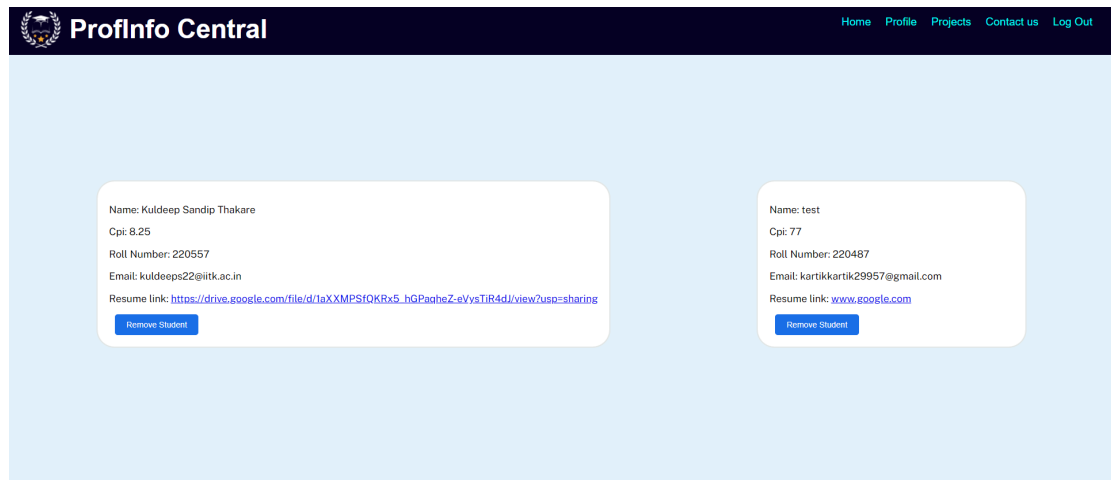 ProfInfo Central
Home Profile Projects Contact us Log Out
Name: Kuldeep Sandip Thakare
Cpi: 8.25
Roll Number: 220557
Email: kuldeeps22@iitk.ac.in
Resume link: https://drive.google.com/file/d/1aXXMPSfQKRx5_hGPaqheZ-eVysTiR4dJ/view?usp=sharing
Remove Student
Name: test
Cpi: 77
Roll Number: 220487
Email: kartikkartik29957@gmail.com
Resume link: www.google.com
Remove Student